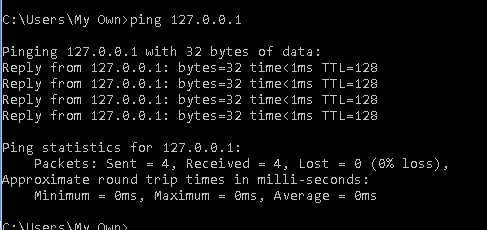 C:\Users\My Own>ping 127.0.0.1
Pinging 127.0.0.1 with 32 bytes of data:
Reply from 127.0.0.1: bytes=32 time<1ms TTL=128
Reply from 127.0.0.1: bytes=32 time<1ms TTL=128
Reply from 127.0.0.1: bytes=32 time<1ms TTL=128
Reply from 127.0.0.1: bytes=32 time<1ms TTL=128
Ping statistics for 127.0.0.1:
Packets: Sent = 4, Received = 4, Lost = 0 (0% loss),
Approximate round trip times in milli-seconds:
Minimum = 0ms, Maximum = 0ms, Average = 0ms
C:\Users\My Own>